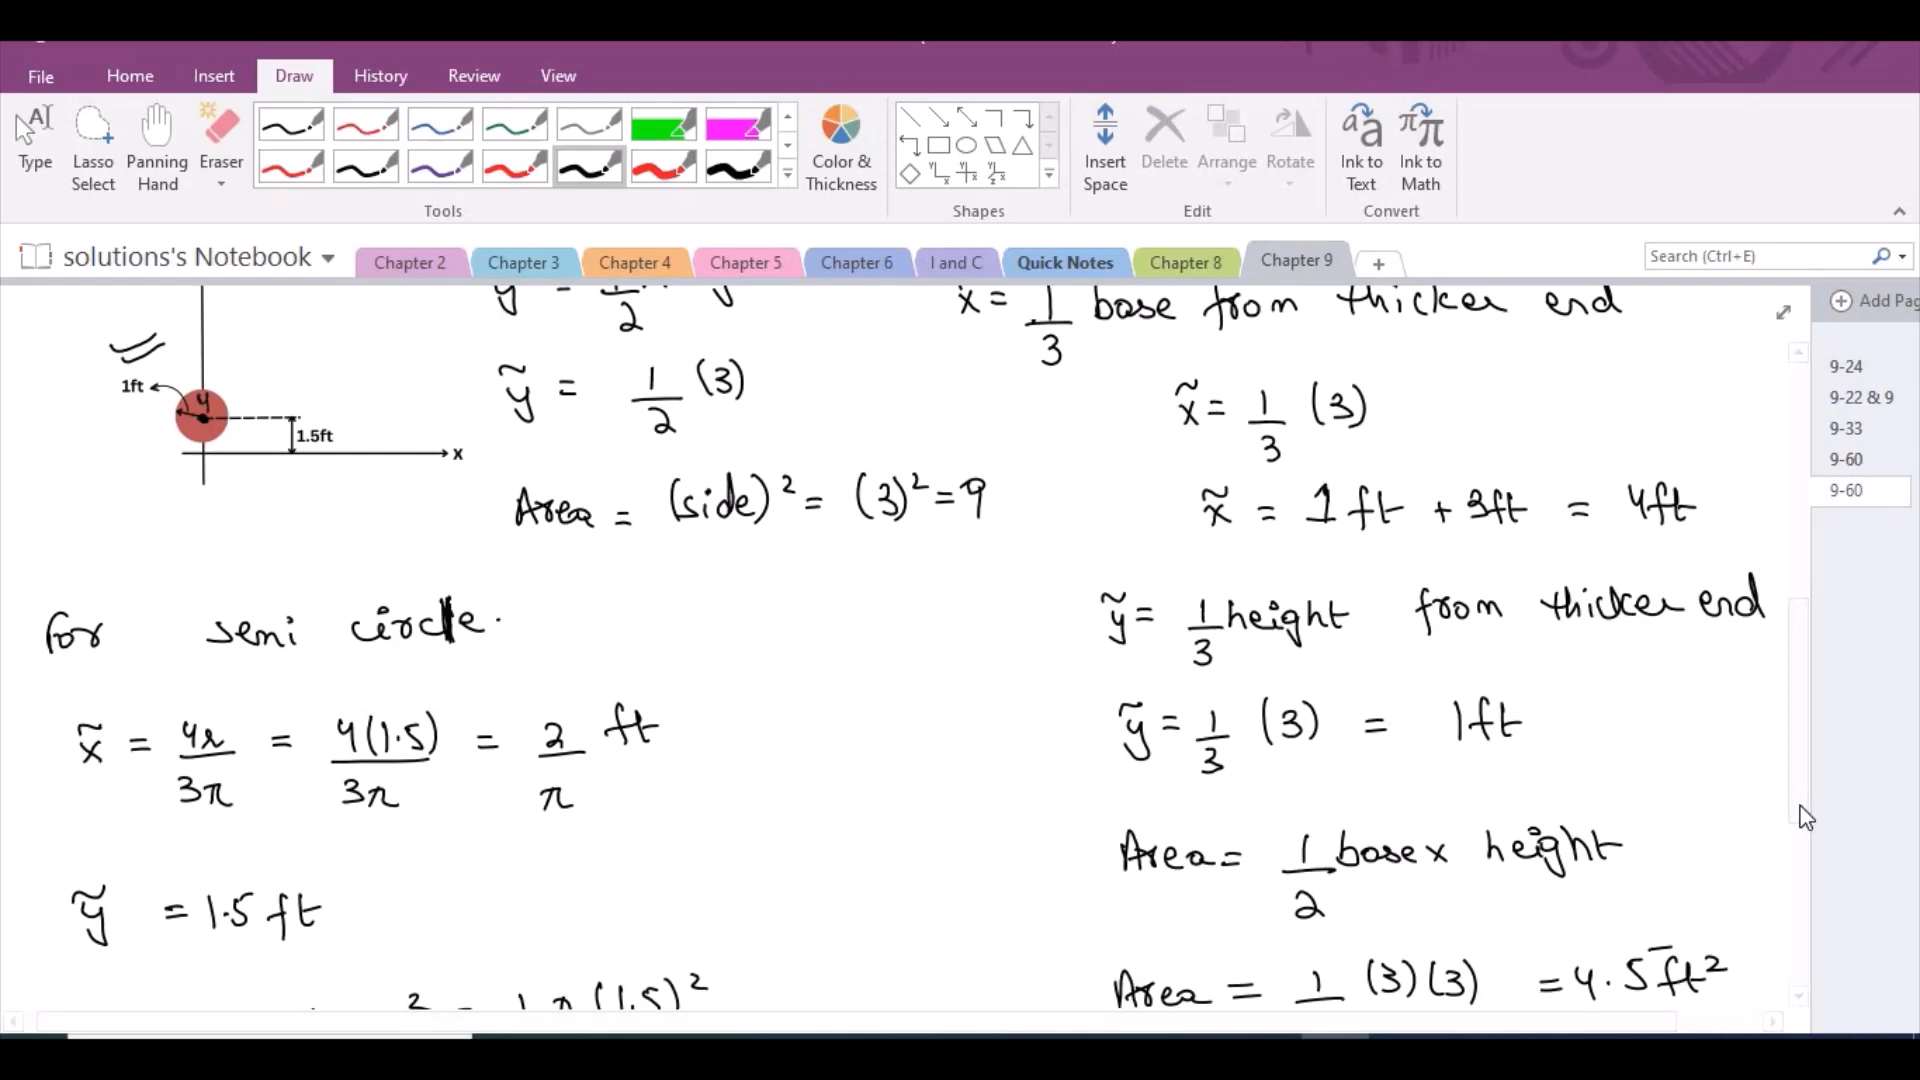 File Home Insert Draw History Review View
Type
Lasso Select
Panning Hand
Eraser
Color & Thickness
Insert Space
Delete
Arrange
Rotate
Ink to Text
Ink to Math
Tools
Shapes
Edit
Convert
solutions's Notebook
Chapter 2 Chapter 3 Chapter 4 Chapter 5 Chapter 6 I and C Quick Notes Chapter 8 Chapter 9 +
Search (Ctrl+E)
Add Pag
9-24
9-22 & 9
9-33
9-60
9-60
1ft
4
1.5ft
x
ỹ = 1/2 (3)
Area = (side)² = (3)² = 9
x̃ = 1/3 base from thicker end
x̃ = 1/3 (3)
x̃ = 1ft + 3ft = 4ft
ỹ = 1/3 height from thicker end
ỹ = 1/3 (3) = 1ft
Area = 1/2 base x height
Area = 1 (3)(3) = 4.5 ft²
for semi circle.
x̃ = 4r/3π = 4(1.5)/3π = 2/π ft
ỹ = 1.5 ft